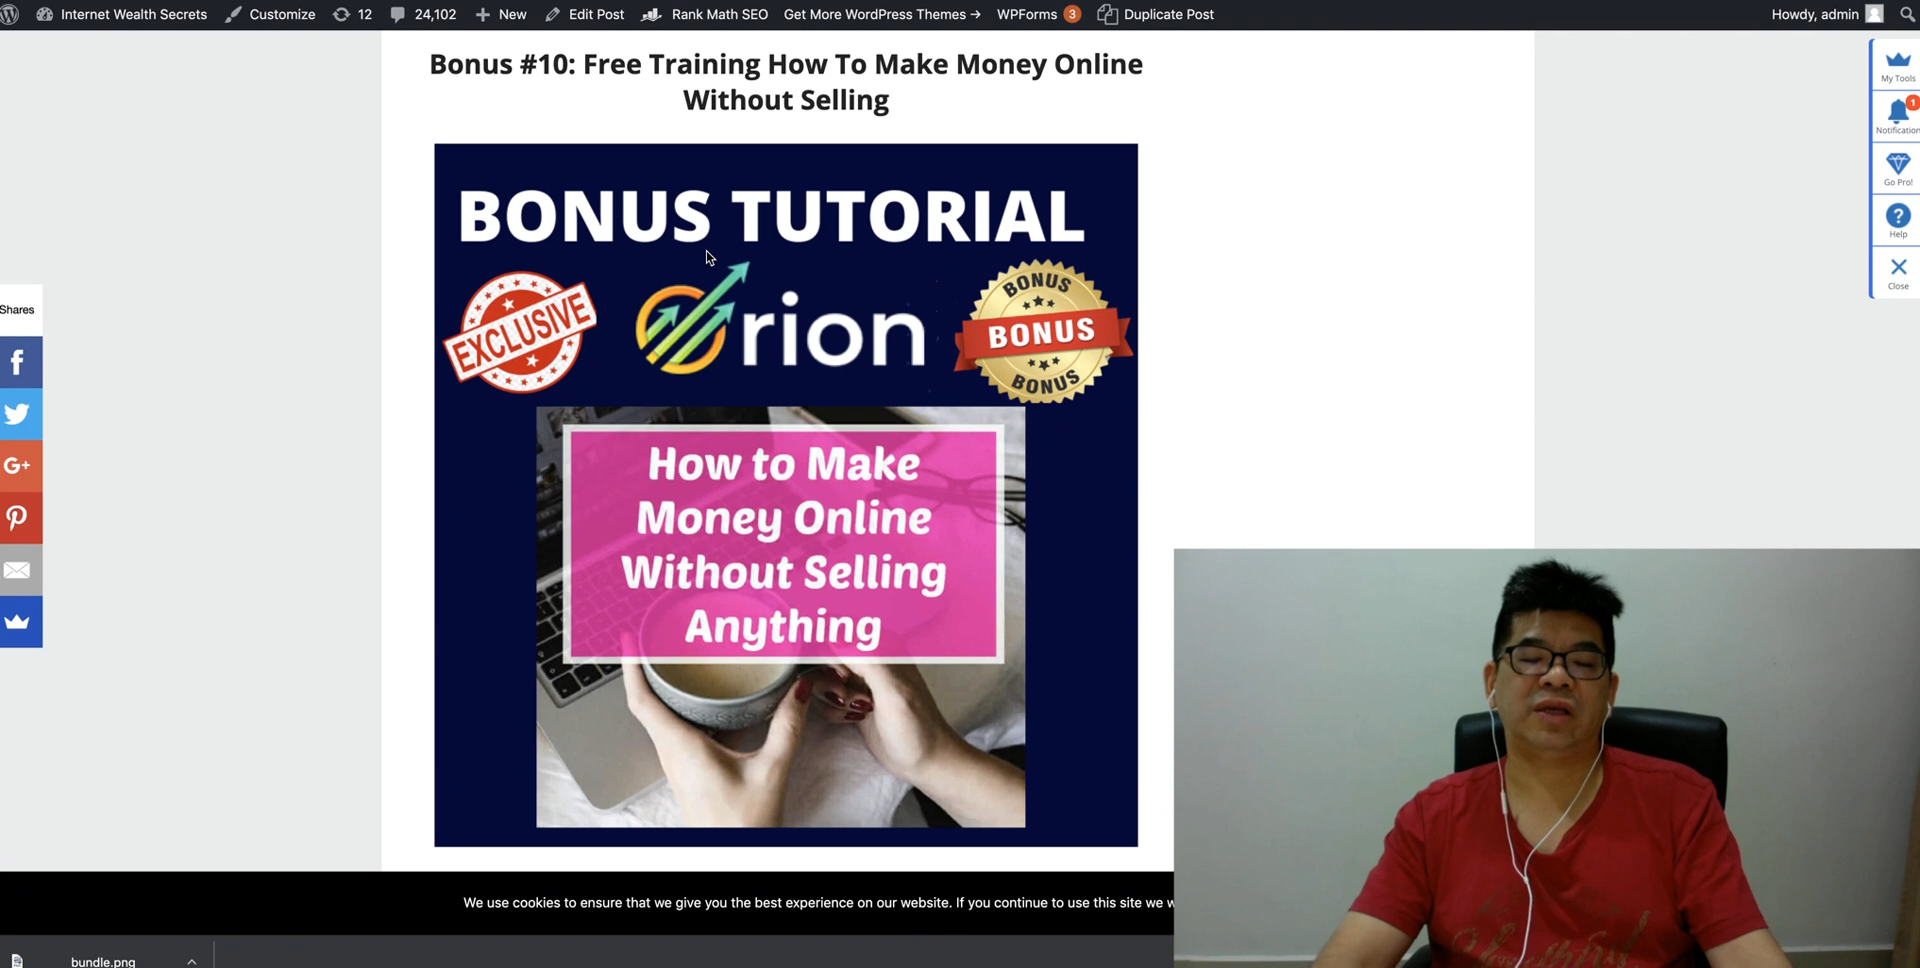 Internet Wealth Secrets Customize 12 24,102 New Edit Post Rank Math SEO Get More WordPress Themes → WPForms 3 Duplicate Post Howdy, admin
Bonus #10: Free Training How To Make Money Online
Without Selling
My Tools
1
Notification
Go Pro!
Help
Close
BONUS TUTORIAL
EXCLUSIVE
Orion
BONUS
BONUS
BONUS
How to Make
Money Online
Without Selling
Anything
Shares
We use cookies to ensure that we give you the best experience on our website. If you continue to use this site we
bundle.png